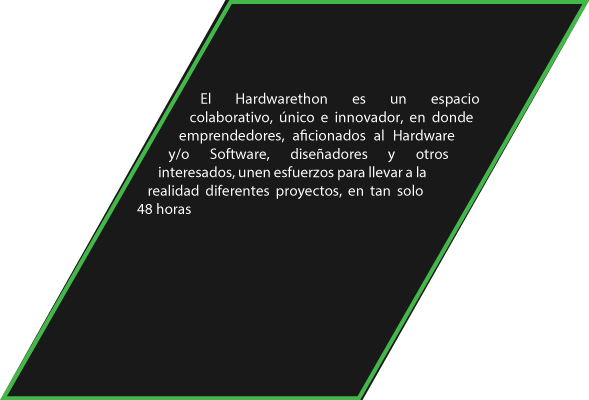 El Hardwarethon es un espacio
colaborativo, único e innovador, en donde
emprendedores, aficionados al Hardware
y/o Software, diseñadores y otros
interesados, unen esfuerzos para llevar a la
realidad diferentes proyectos, en tan solo
48 horas